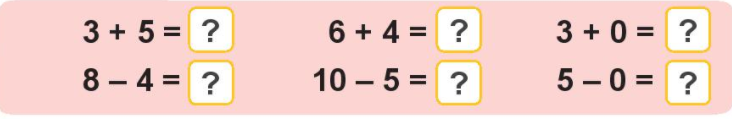 3 + 5 = ? 6 + 4 = ? 3 + 0 = ?
8 – 4 = ? 10 – 5 = ? 5 – 0 = ?